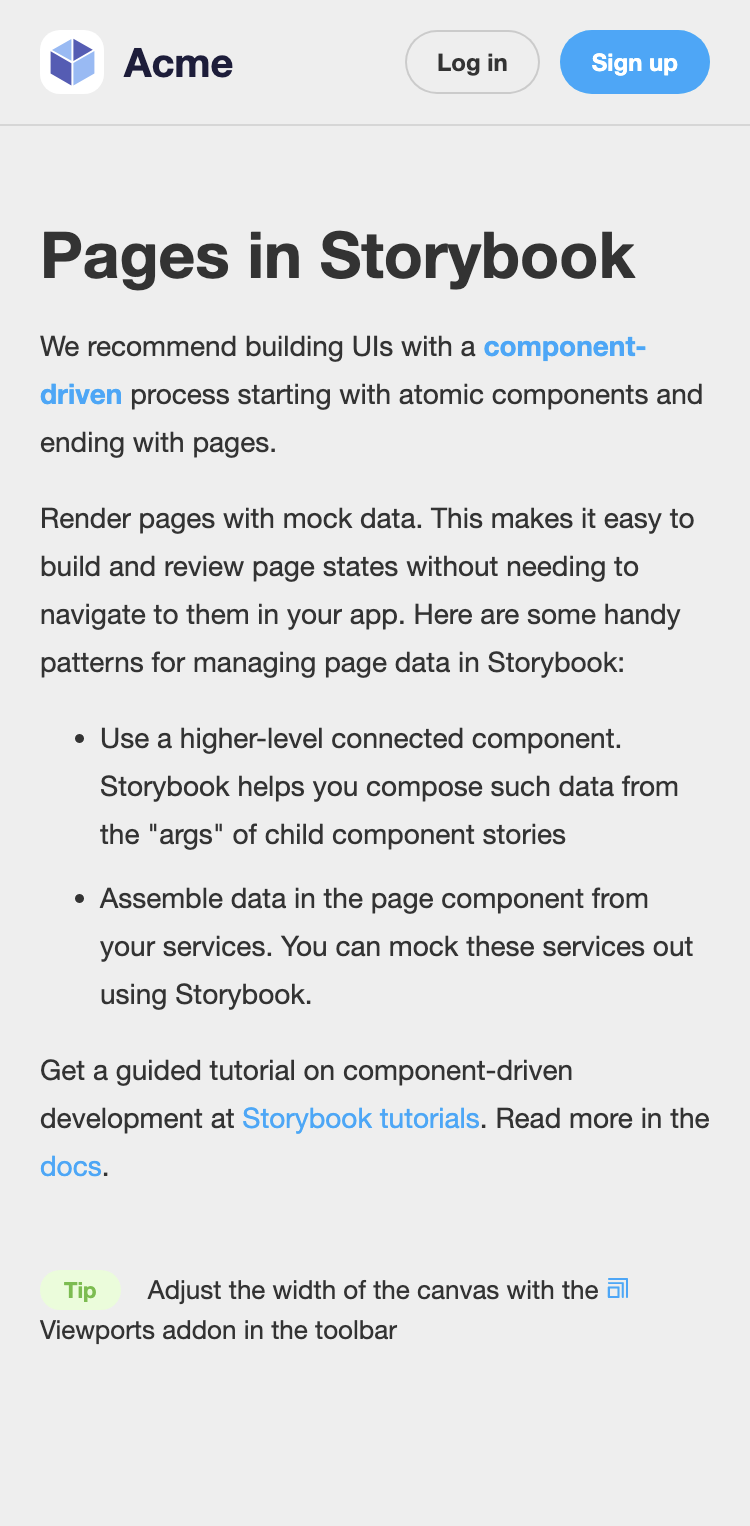 Acme
Log in
Sign up
Pages in Storybook
We recommend building UIs with a component-
driven process starting with atomic components and
ending with pages.
Render pages with mock data. This makes it easy to
build and review page states without needing to
navigate to them in your app. Here are some handy
patterns for managing page data in Storybook:
• Use a higher-level connected component.
Storybook helps you compose such data from
the "args" of child component stories
• Assemble data in the page component from
your services. You can mock these services out
using Storybook.
Get a guided tutorial on component-driven
development at Storybook tutorials. Read more in the
docs.
Tip Adjust the width of the canvas with the
Viewports addon in the toolbar